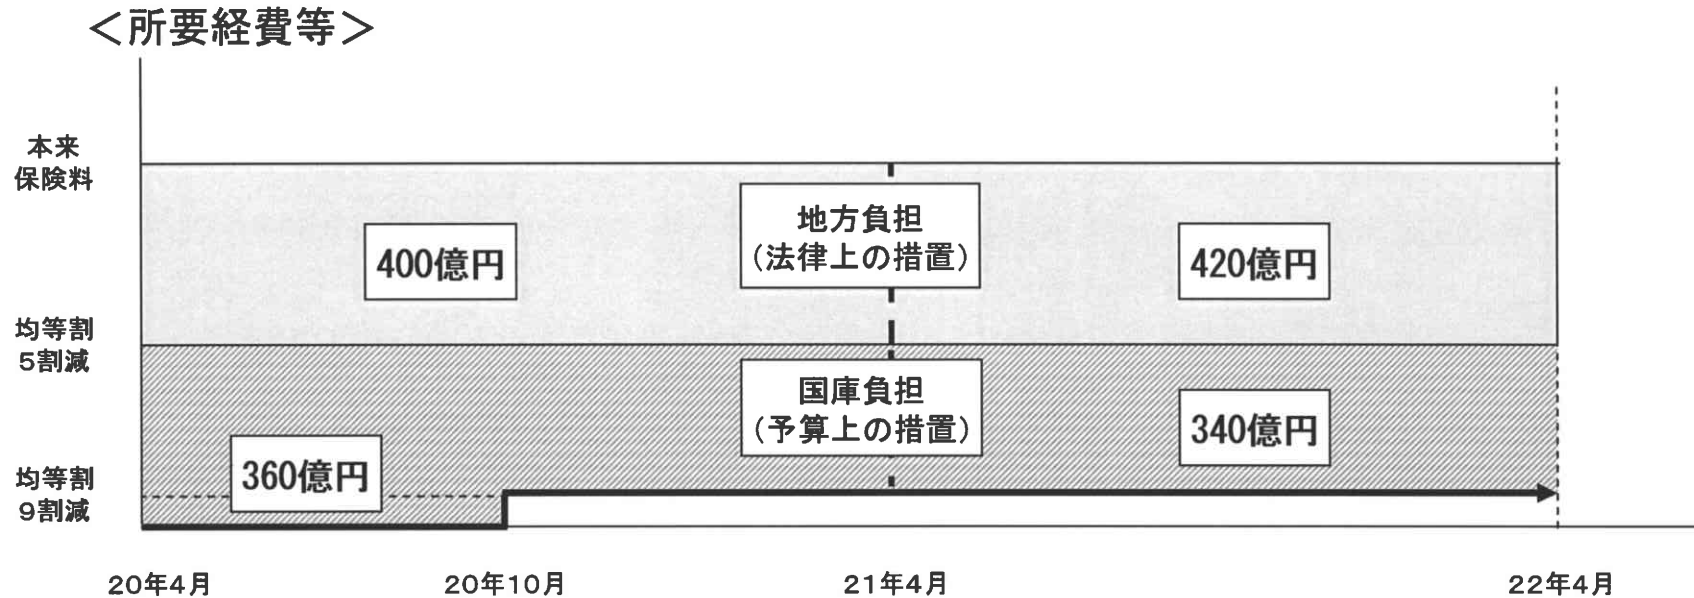 ＜所要経費等＞
本来
保険料
地方負担
（法律上の措置）
400億円
420億円
均等割
５割減
国庫負担
（予算上の措置）
340億円
360億円
均等割
９割減
20年4月
20年10月
21年4月
22年4月